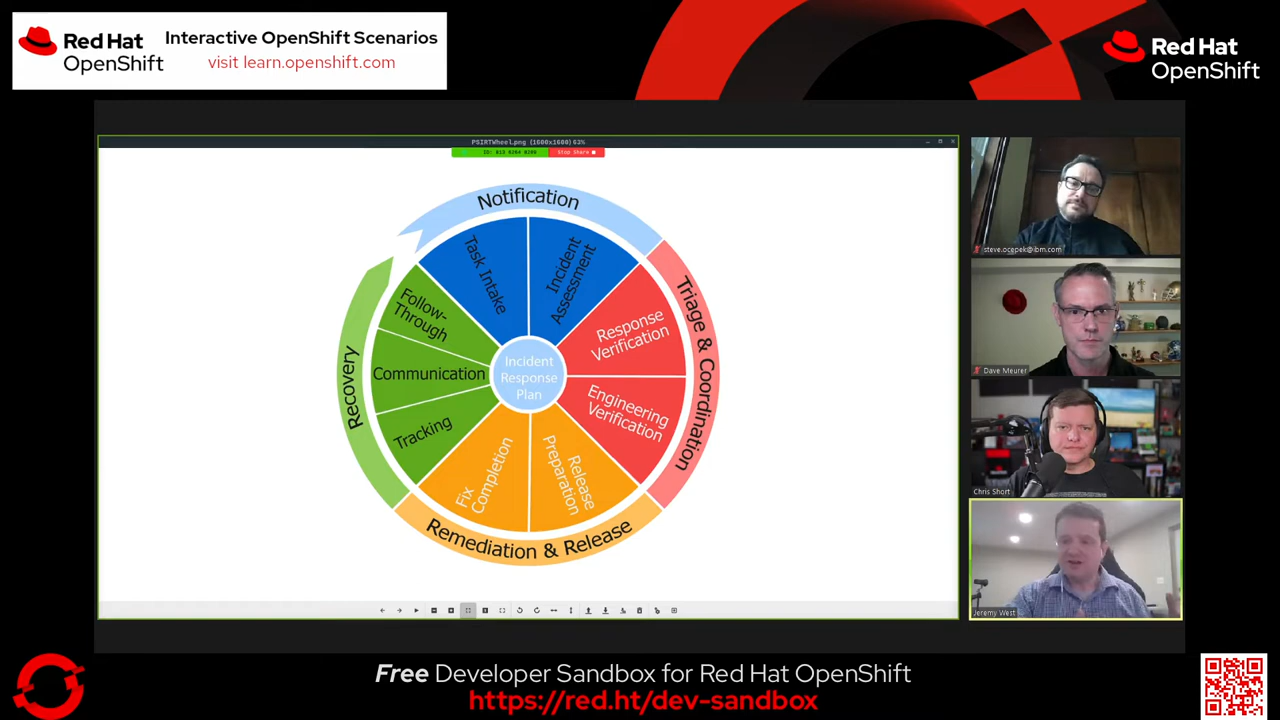 Red Hat
OpenShift
Interactive OpenShift Scenarios
visit learn.openshift.com
Red Hat
OpenShift
PSIRTWheel.png (1600x1600) 63%
Stop Share
Notification
Task Intake
Incident
Assessment
Triage & Coordination
Response
Verification
Engineering
Verification
Remediation & Release
Release
Preparation
Fix
Completion
Recovery
Tracking
Communication
Follow-
Through
Incident
Response
Plan
steve.ocepek@ibm.com
Dave Meurer
Chris Short
Jeremy West
Free Developer Sandbox for Red Hat OpenShift
https://red.ht/dev-sandbox